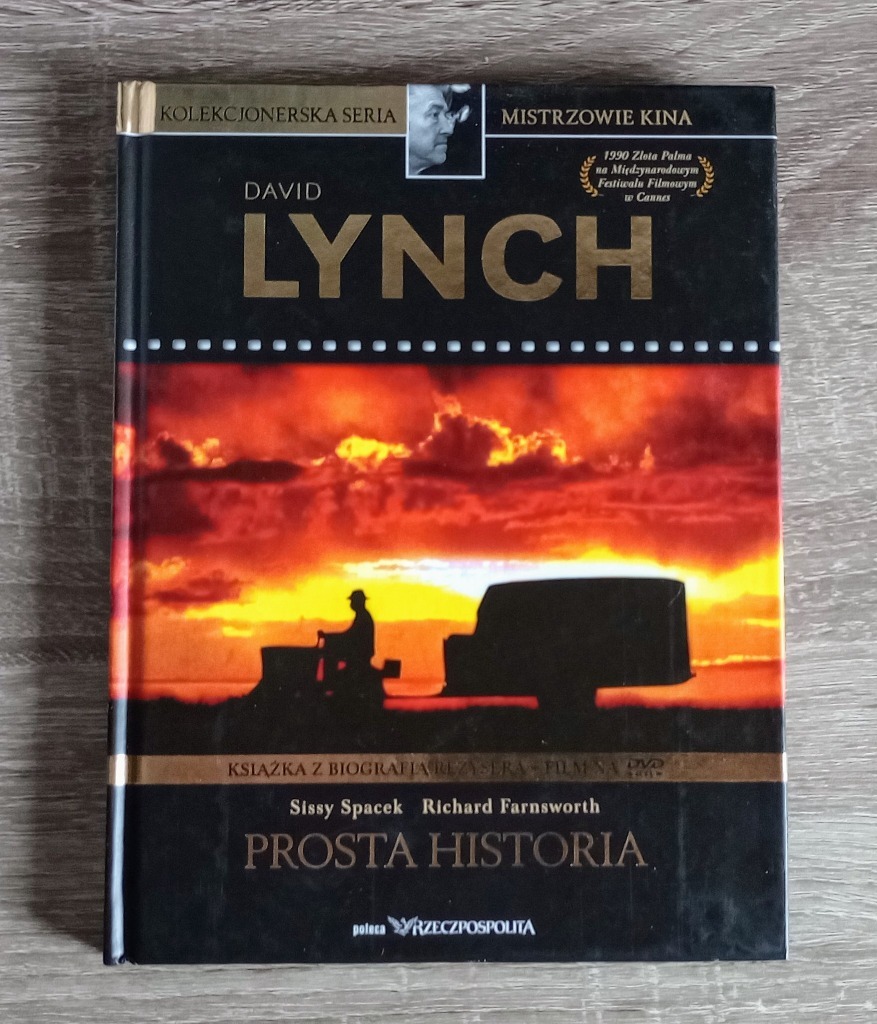 KOLEKCJONERSKA SERIA
MISTRZOWIE KINA
1990 Złota Palma
na Międzynarodowym
Festiwalu Filmowym
w Cannes
DAVID
LYNCH
KSIĄŻKA Z BIOGRAFIĄ REŻYSERA + FILM NA DVD
Sissy Spacek Richard Farnsworth
PROSTA HISTORIA
poleca RZECZPOSPOLITA